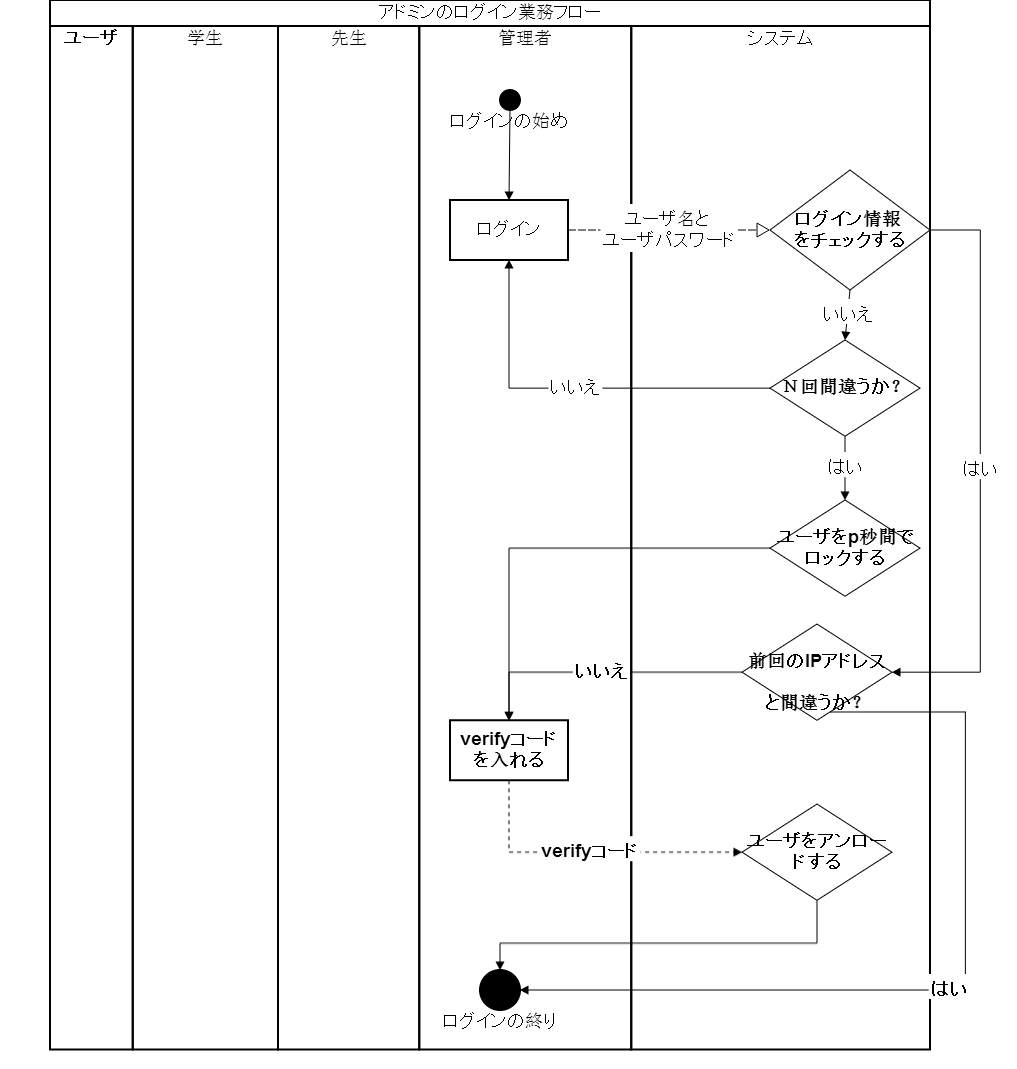 アドミンのログイン業務フロー
ユーザ
学生
先生
管理者
システム
ログインの始め
ログイン
ユーザ名と
ユーザパスワード
ログイン情報
をチェックする
いいえ
N回間違うか?
いいえ
はい
はい
ユーザをp秒間で
ロックする
前回のIPアドレス
と間違うか?
いいえ
verifyコード
を入れる
verifyコード
ユーザをアンロー
ドする
はい
ログインの終り